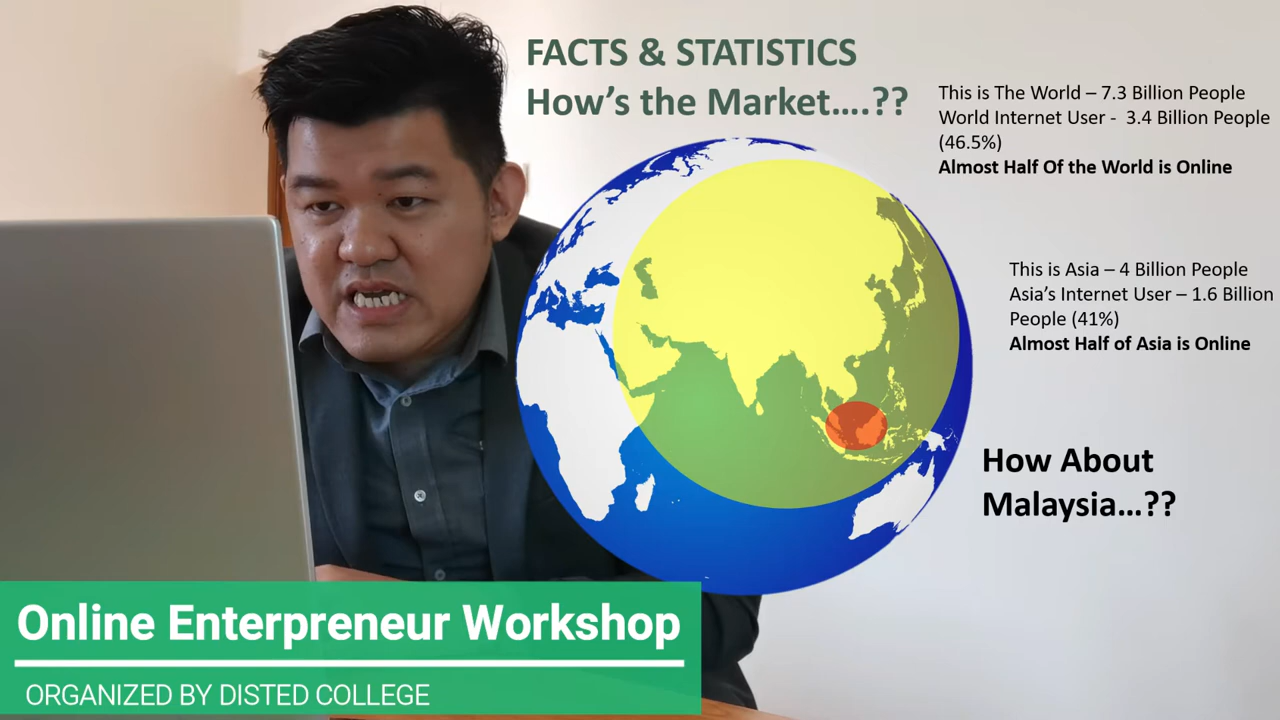 FACTS & STATISTICS
How's the Market....??
This is The World – 7.3 Billion People
World Internet User - 3.4 Billion People
(46.5%)
Almost Half Of the World is Online
This is Asia – 4 Billion People
Asia's Internet User – 1.6 Billion
People (41%)
Almost Half of Asia is Online
How About
Malaysia...??
Online Enterpreneur Workshop
ORGANIZED BY DISTED COLLEGE